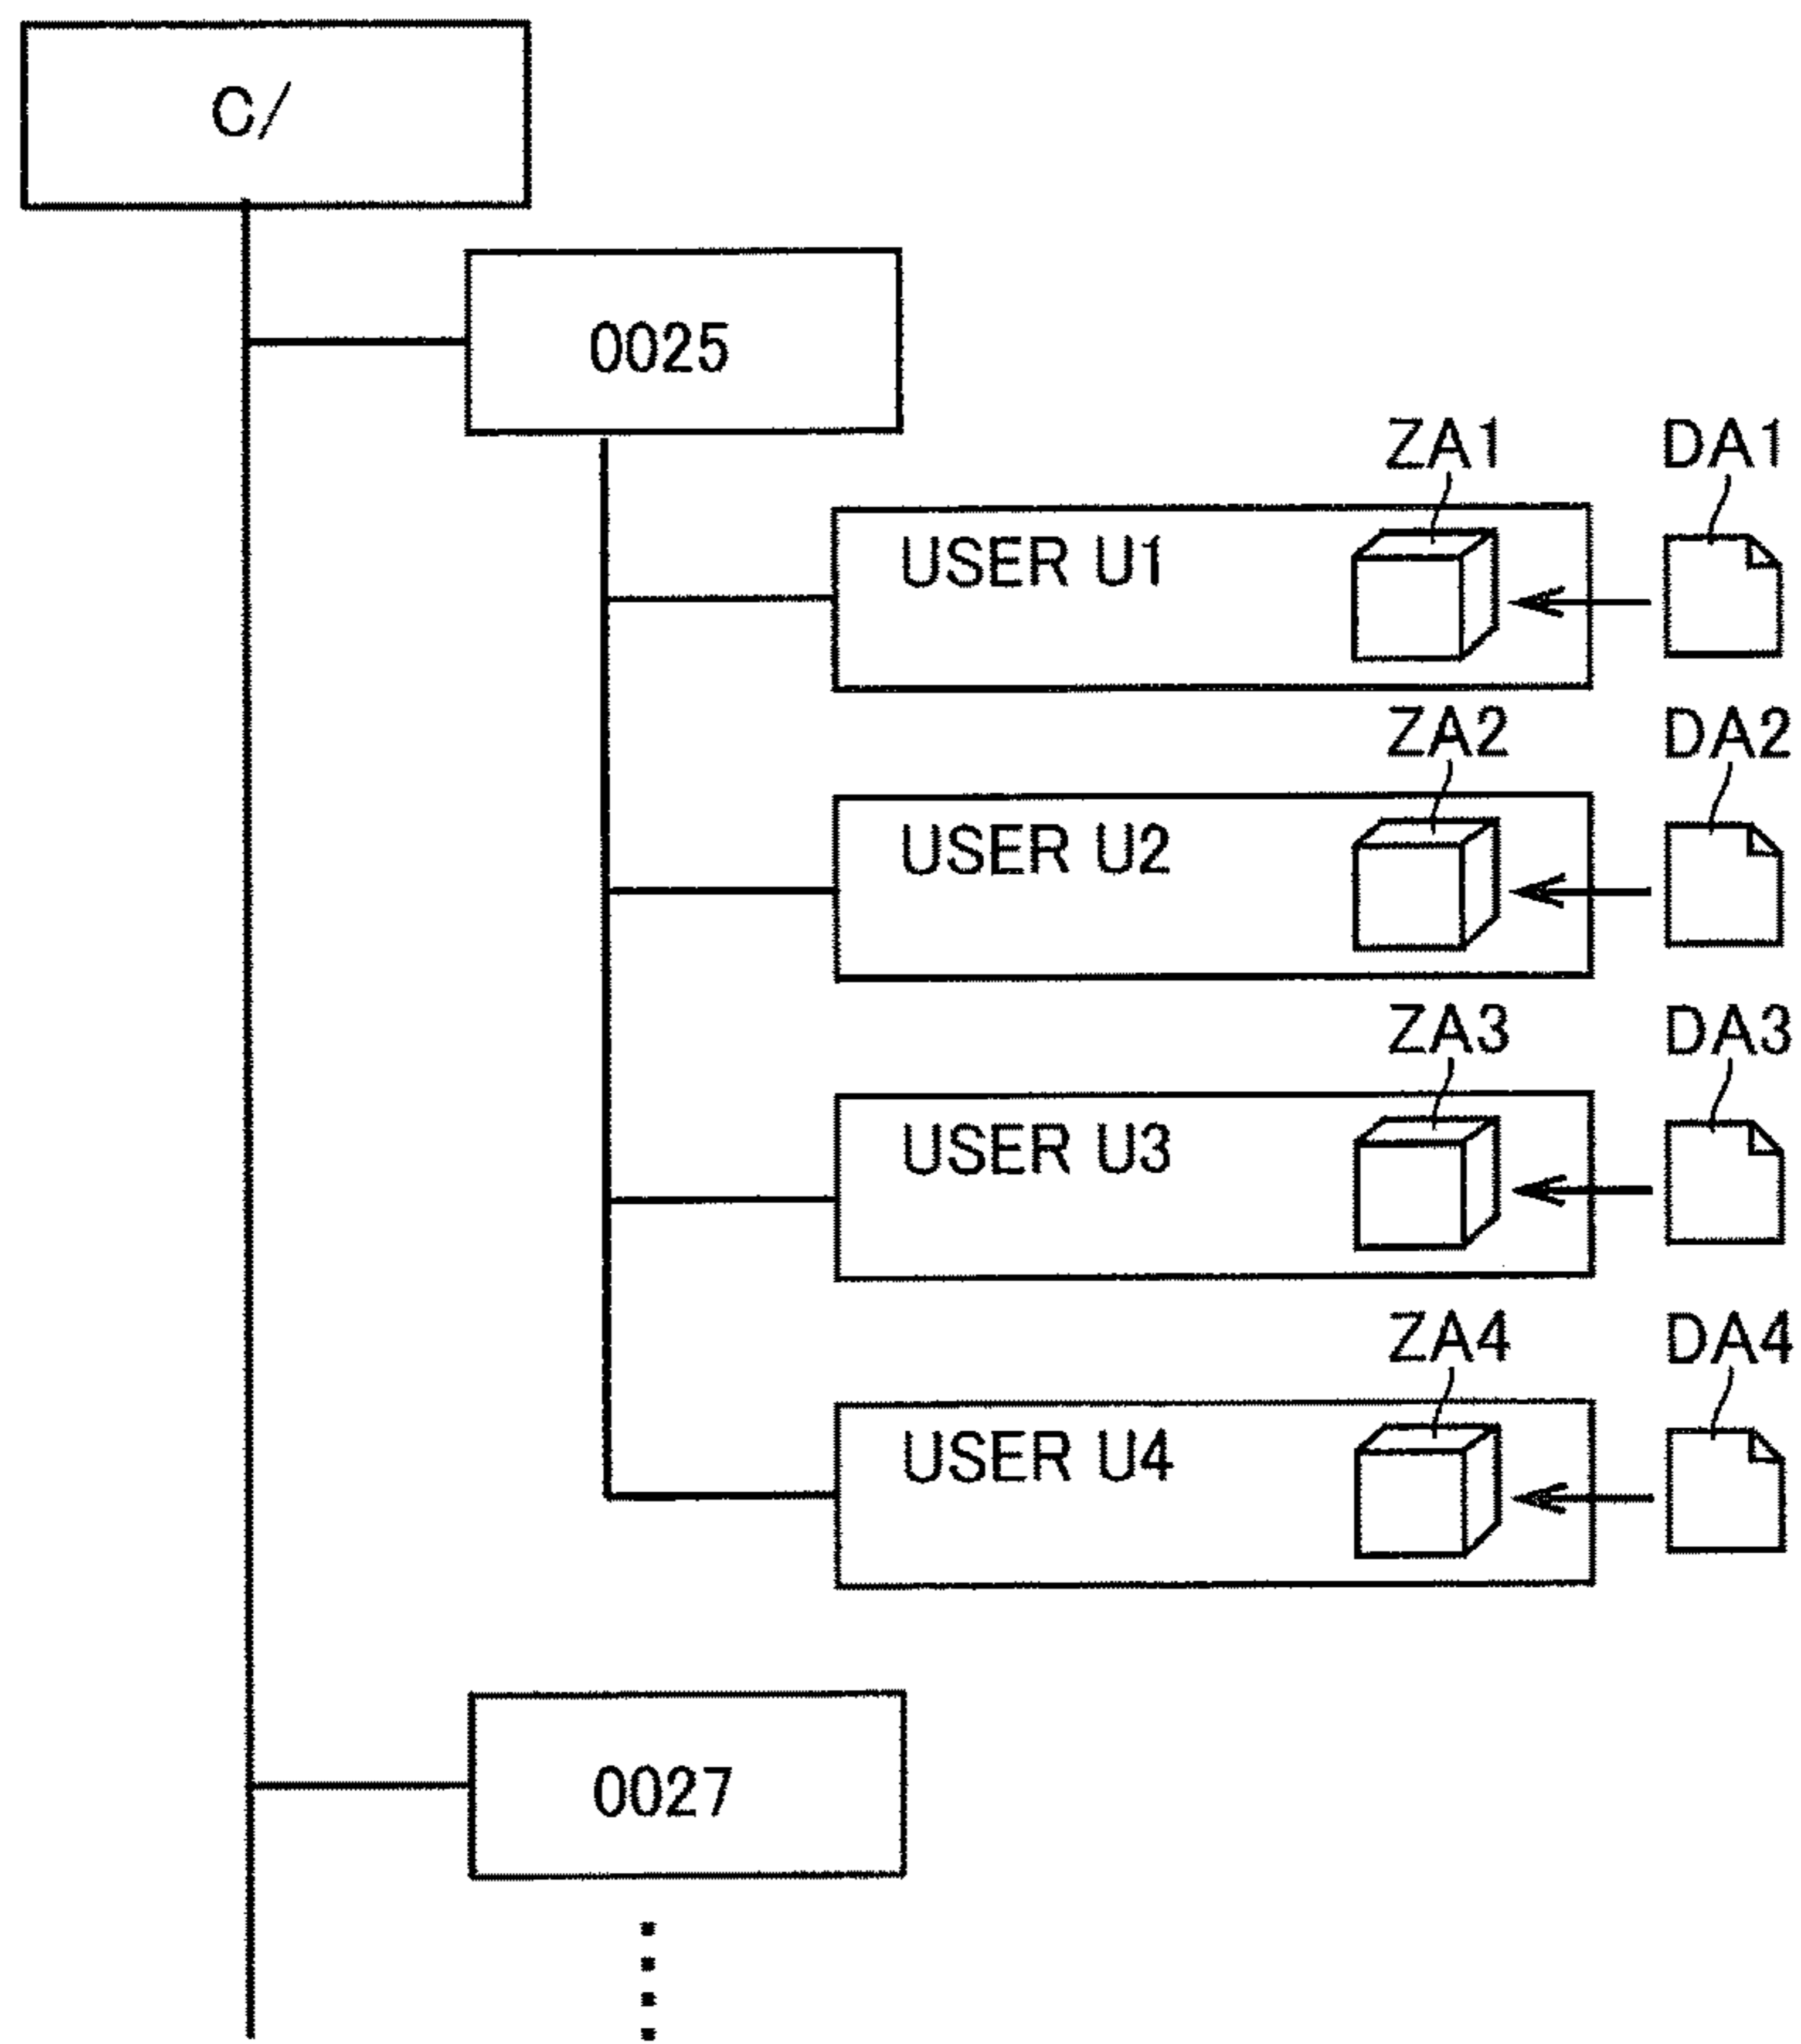 C/
0025
ZA1 DA1
USER U1
ZA2 DA2
USER U2
ZA3 DA3
USER U3
ZA4 DA4
USER U4
0027